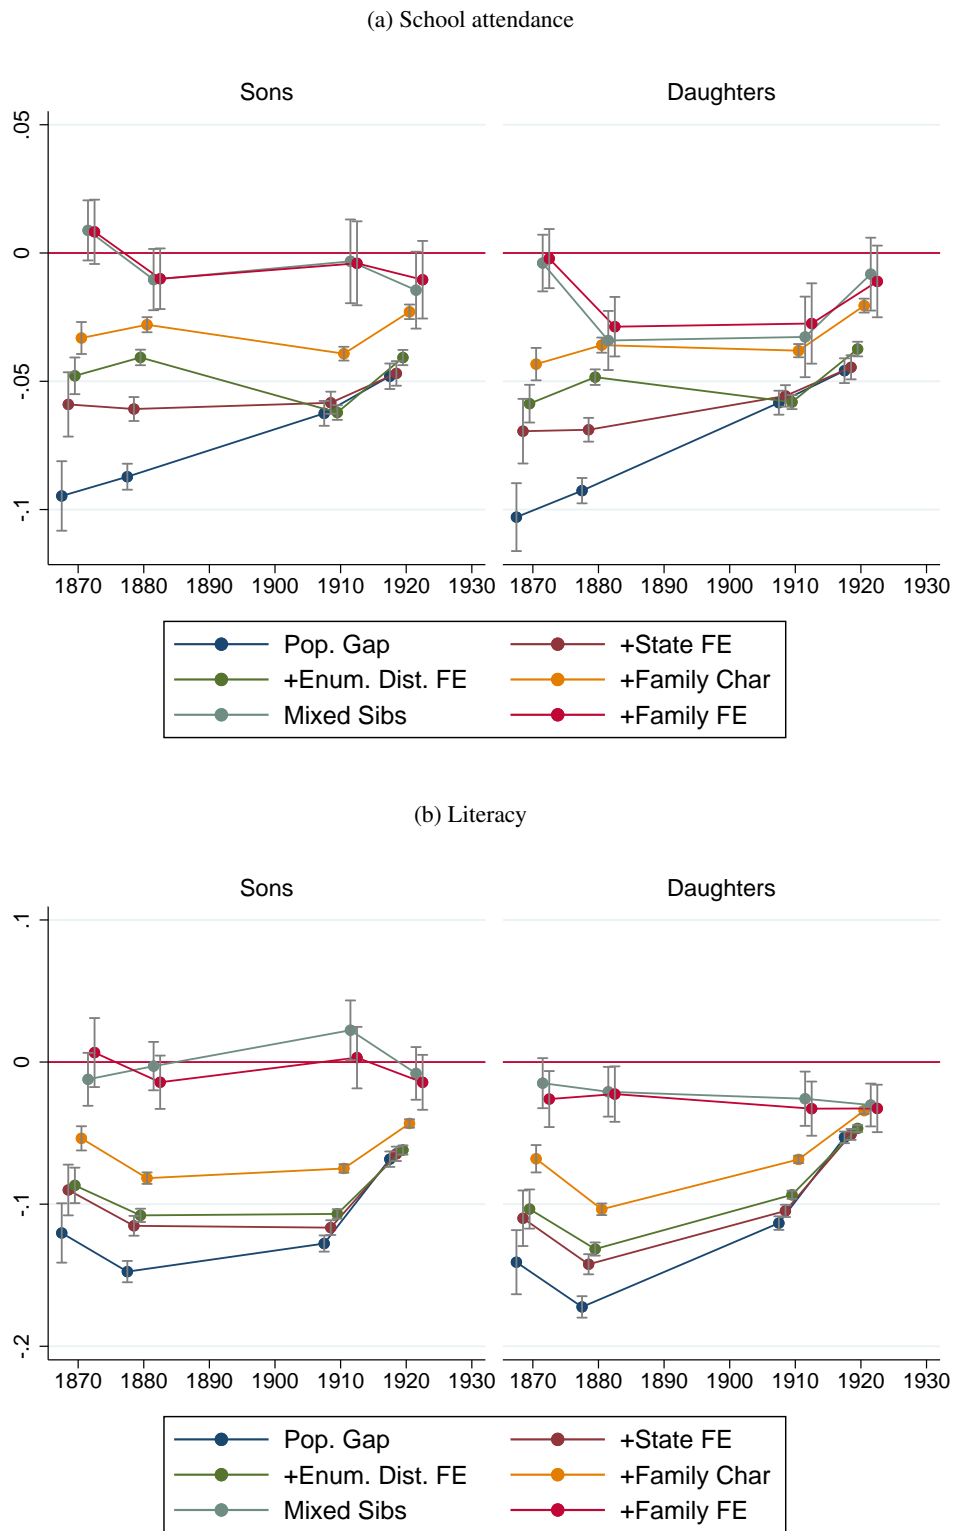 (a) School attendance
Sons Daughters
.05
0
-.05
-.1
1870 1880 1890 1900 1910 1920 1930 1870 1880 1890 1900 1910 1920 1930
Pop. Gap +State FE
+Enum. Dist. FE +Family Char
Mixed Sibs +Family FE
(b) Literacy
Sons Daughters
.1
0
-.1
-.2
1870 1880 1890 1900 1910 1920 1930 1870 1880 1890 1900 1910 1920 1930
Pop. Gap +State FE
+Enum. Dist. FE +Family Char
Mixed Sibs +Family FE